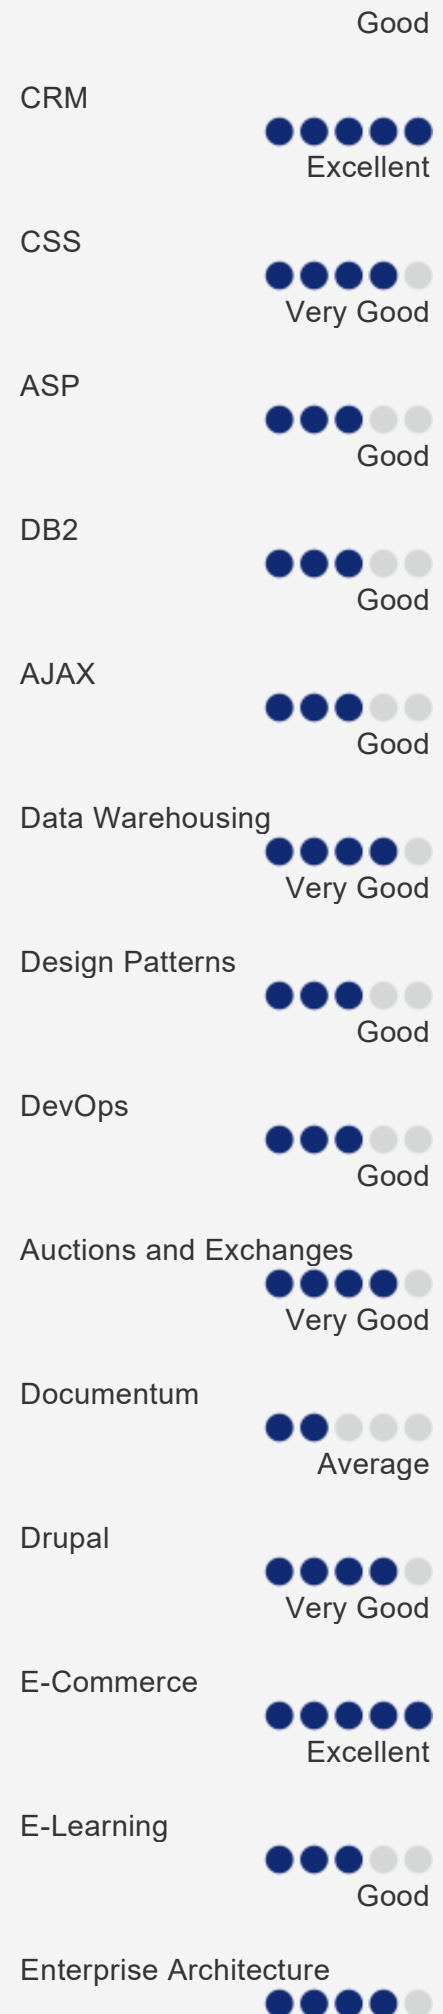 Good
CRM
Excellent
CSS
Very Good
ASP
Good
DB2
Good
AJAX
Good
Data Warehousing
Very Good
Design Patterns
Good
DevOps
Good
Auctions and Exchanges
Very Good
Documentum
Average
Drupal
Very Good
E-Commerce
Excellent
E-Learning
Good
Enterprise Architecture